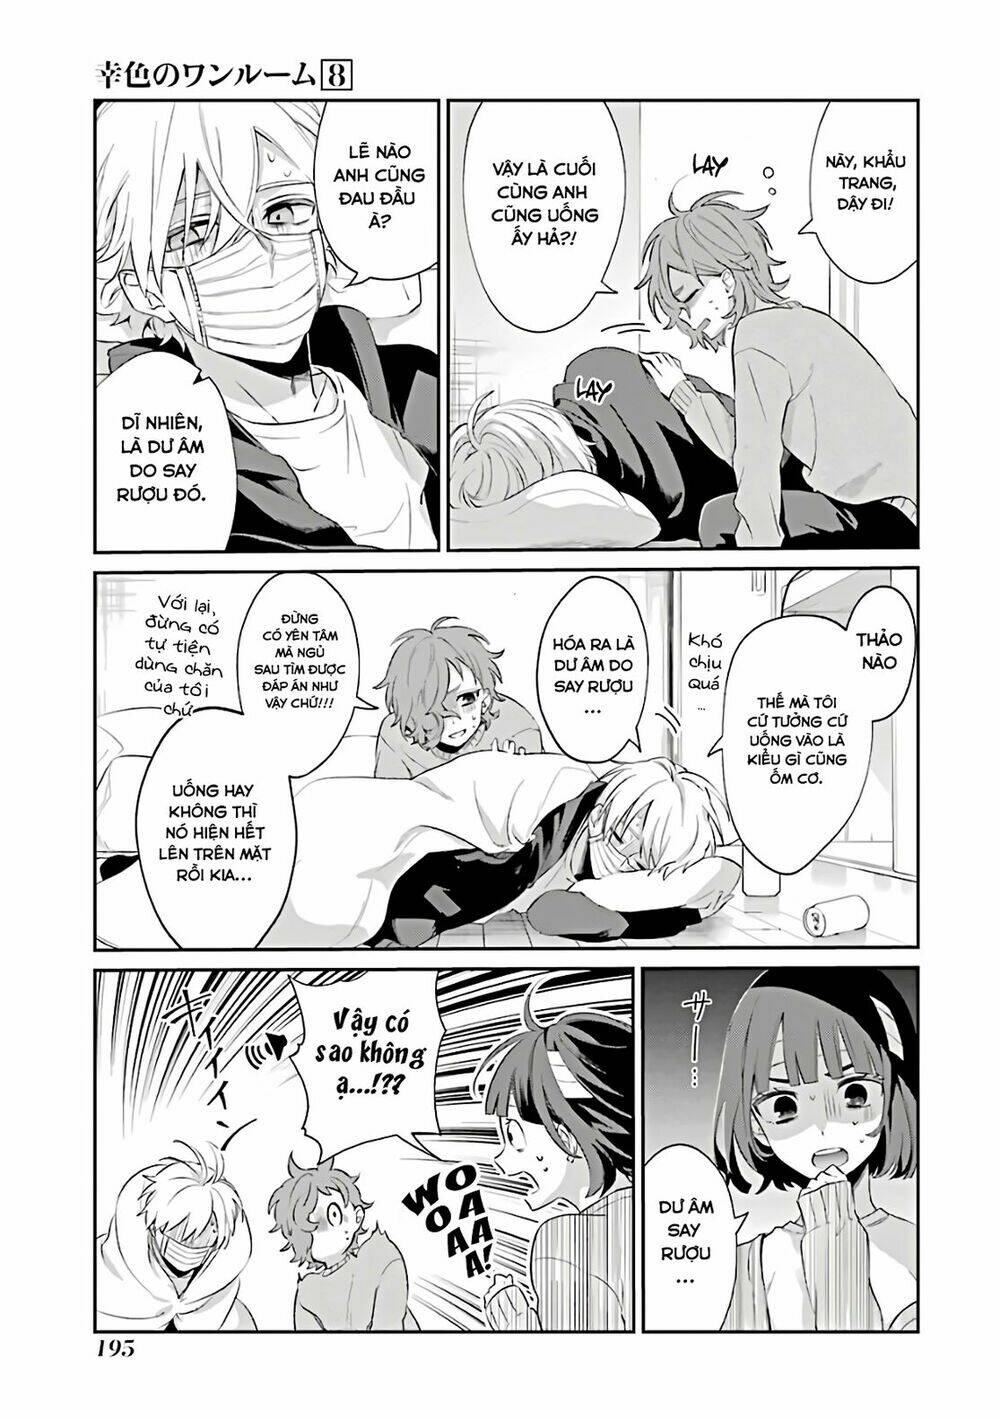 幸色のワンルーム 8
NÀY, KHẨU
TRANG,
DẬY ĐI!
LAY
VẬY LÀ CUỐI
CÙNG ANH
CŨNG UỐNG
ẤY HẢ?!
LAY
LẼ NÀO
ANH CŨNG
ĐAU ĐẦU
À?
DĨ NHIÊN,
LÀ DƯ ÂM
DO SAY
RƯỢU ĐÓ.
THẢO
NÀO
THẾ MÀ TÔI
CỨ TƯỞNG CỨ
UỐNG VÀO LÀ
KIỂU GÌ CŨNG
ỐM CƠ.
Khó
chịu
Quá
...
HÓA RA LÀ
DƯ ÂM DO
SAY RƯỢU
...
ĐỪNG
CÓ YÊN TÂM
MÀ NGỦ
SAU TÌM ĐƯỢC
ĐÁP ÁN NHƯ
VẬY CHỨ!!!
Với lại,
đừng có
tự tiện
dùng chăn
của tôi
chứ
UỐNG HAY
KHÔNG THÌ
NÓ HIỆN HẾT
LÊN TRÊN MẶT
RỒI KIA...
サーッ…
DƯ ÂM
SAY RƯỢU
...
Vậy có
sao không
ạ...!??
WOAAA!
WOOAA!
195